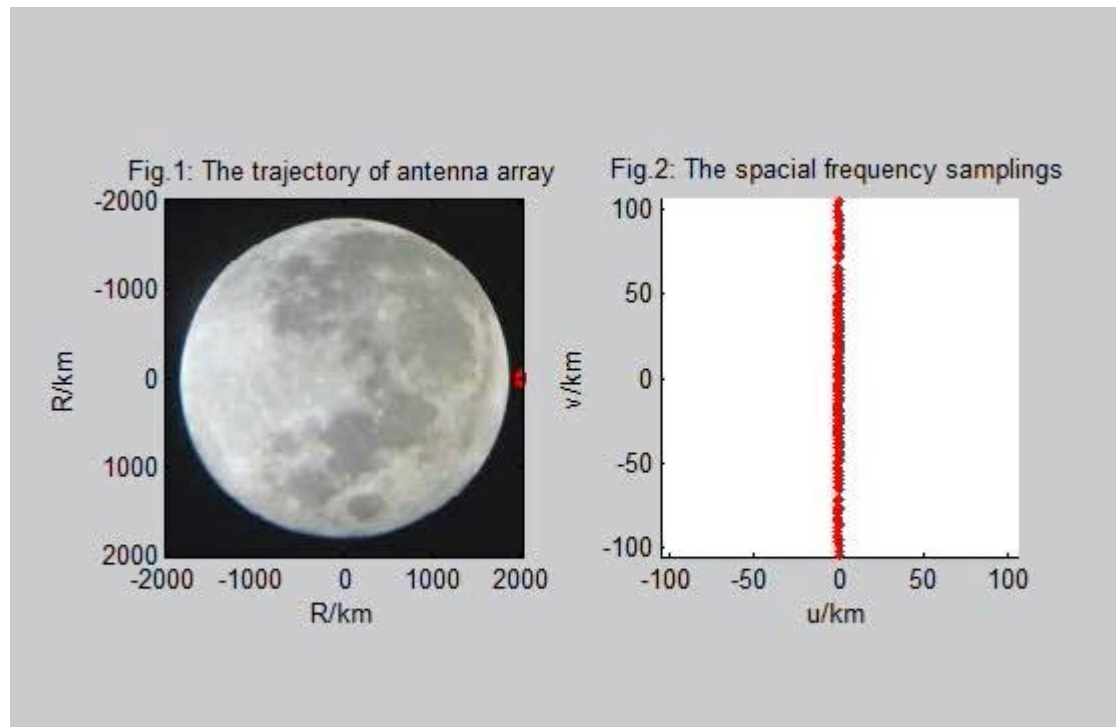 Fig.1: The trajectory of antenna array
-2000
-1000
0
1000
2000
R/km
-2000 -1000 0 1000 2000
R/km
Fig.2: The spacial frequency samplings
100
50
0
-50
-100
v/km
-100 -50 0 50 100
u/km